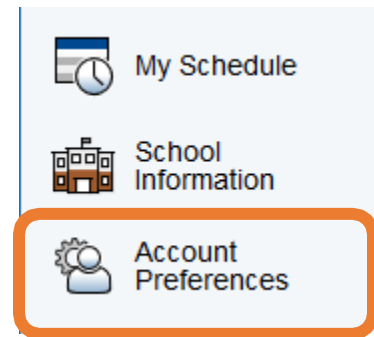 My Schedule
School
Information
Account
Preferences